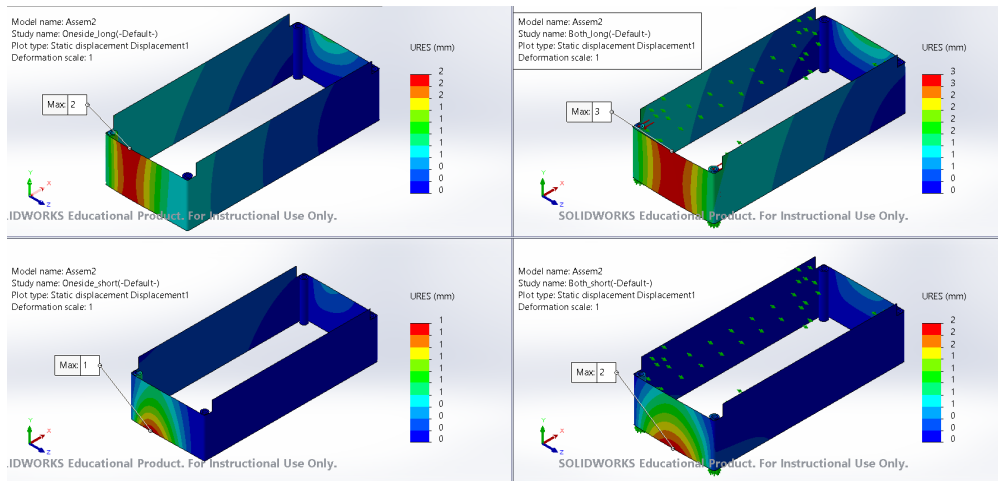 Model name: Assem2
Study name: Oneside_long(-Default-)
Plot type: Static displacement Displacement1
Deformation scale: 1
URES (mm)
2
2
2
1
1
1
1
1
0
0
0
Max: 2
Y
X
Z
LIDWORKS Educational Product. For Instructional Use Only.
Model name: Assem2
Study name: Both_long(-Default-)
Plot type: Static displacement Displacement1
Deformation scale: 1
URES (mm)
3
3
2
2
2
2
1
1
1
0
0
Max: 3
Y
X
Z
SOLIDWORKS Educational Product. For Instructional Use Only.
Model name: Assem2
Study name: Oneside_short(-Default-)
Plot type: Static displacement Displacement1
Deformation scale: 1
URES (mm)
1
1
1
1
1
1
0
0
0
0
0
Max: 1
Y
X
Z
LIDWORKS Educational Product. For Instructional Use Only.
Model name: Assem2
Study name: Both_short(-Default-)
Plot type: Static displacement Displacement1
Deformation scale: 1
URES (mm)
2
2
1
1
1
1
1
0
0
0
0
Max: 2
Y
X
Z
SOLIDWORKS Educational Product. For Instructional Use Only.